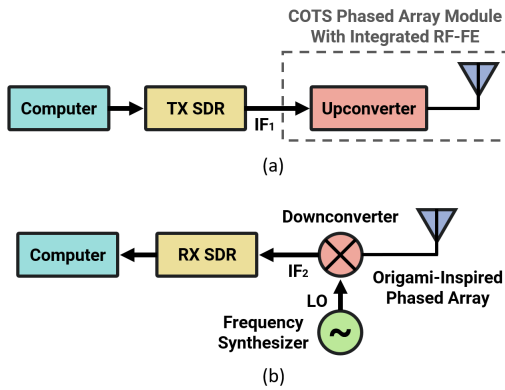 COTS Phased Array Module
With Integrated RF-FE
Computer
TX SDR
IF1
Upconverter
(a)
Downconverter
Computer
RX SDR
IF2
LO
Origami-Inspired
Phased Array
Frequency
Synthesizer
~
(b)